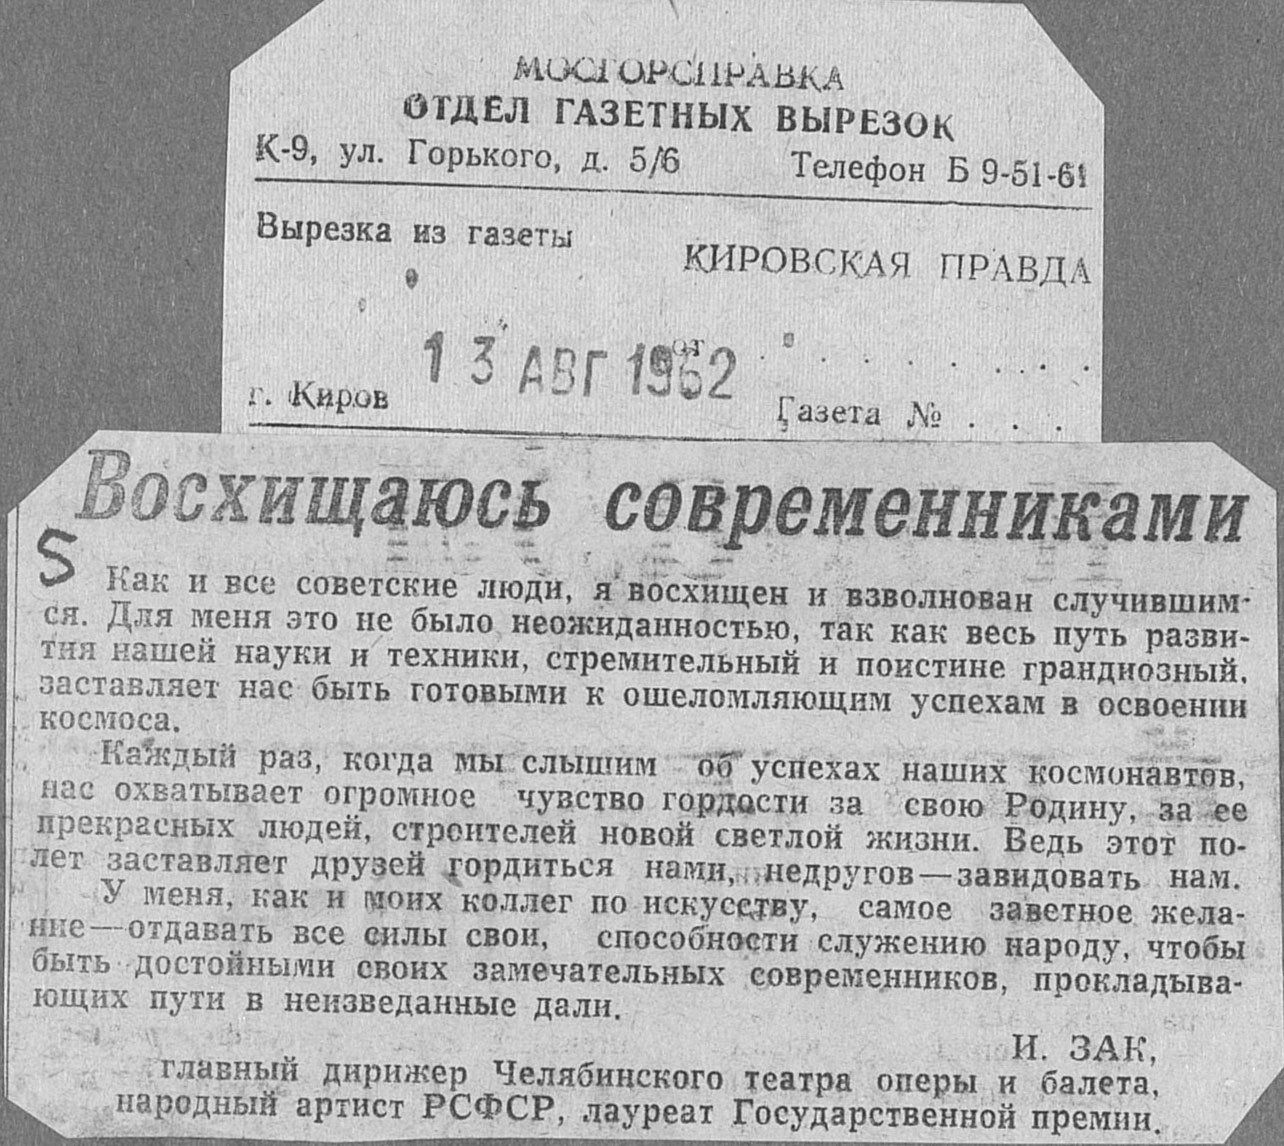 МОСГОРСПРАВКА
ОТДЕЛ ГАЗЕТНЫХ ВЫРЕЗОК
К-9, ул. Горького, д. 5/6 Телефон Б 9-51-61
Вырезка из газеты
КИРОВСКАЯ ПРАВДА
от
13 АВГ 1962 . . . . . . . .
г. Киров Газета № . . .
Восхищаюсь современниками
S
Как и все советские люди, я восхищен и взволнован случившим-
ся. Для меня это не было неожиданностью, так как весь путь разви-
тия нашей науки и техники, стремительный и поистине грандиозный,
заставляет нас быть готовыми к ошеломляющим успехам в освоении
космоса.
Каждый раз, когда мы слышим об успехах наших космонавтов,
нас охватывает огромное чувство гордости за свою Родину, за ее
прекрасных людей, строителей новой светлой жизни. Ведь этот по-
лет заставляет друзей гордиться нами, недругов—завидовать нам.
У меня, как и моих коллег по искусству, самое заветное жела-
ние—отдавать все силы свои, способности служению народу, чтобы
быть достойными своих замечательных современников, прокладыва-
ющих пути в неизведанные дали.
И. ЗАК,
главный дирижер Челябинского театра оперы и балета,
народный артист РСФСР, лауреат Государственной премии.